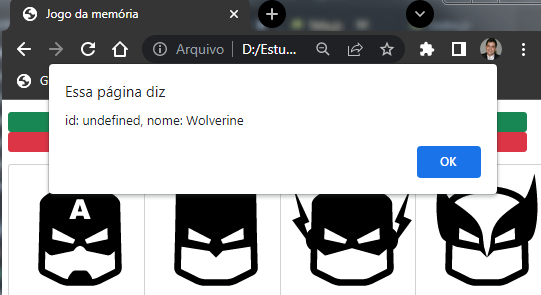 Jogo da memória
Arquivo | D:/Estu...
G
Essa página diz
id: undefined, nome: Wolverine
OK
A